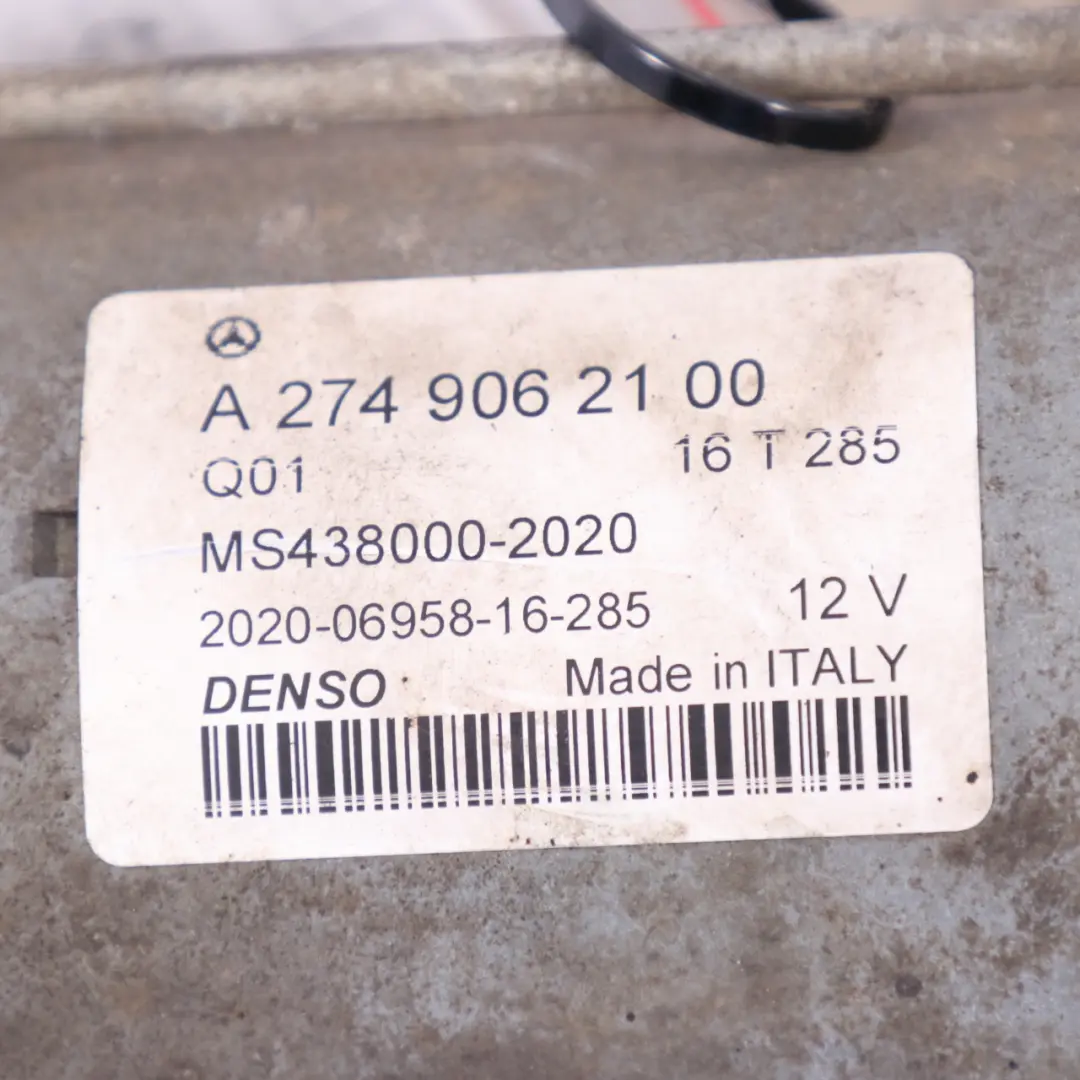 A 274 906 21 00
Q01 16 T 285
MS438000-2020
2020-06958-16-285 12 V
DENSO Made in ITALY